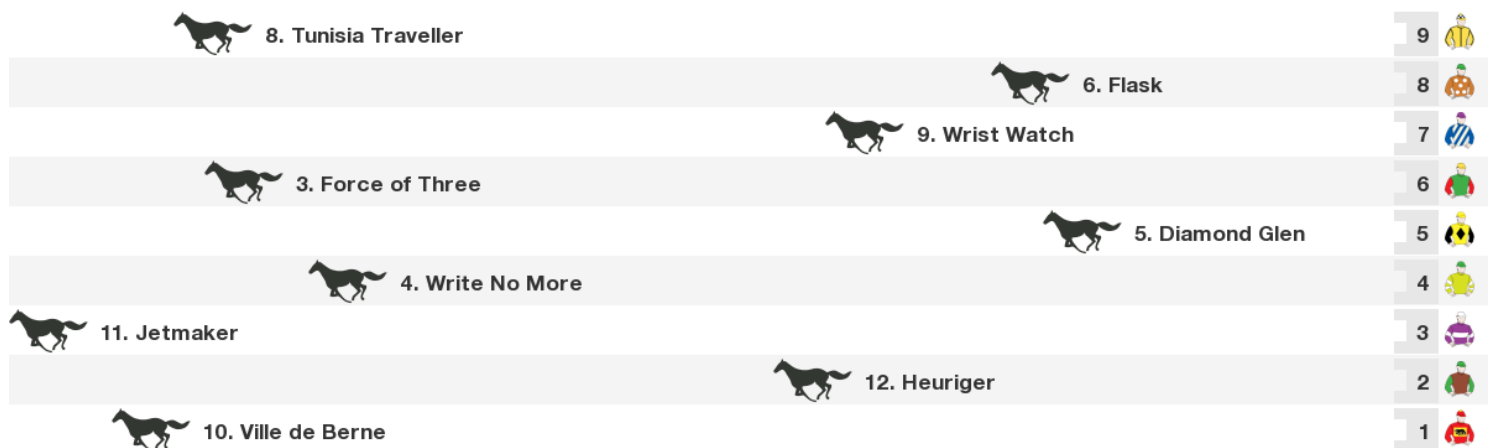 8. Tunisia Traveller 9
6. Flask 8
9. Wrist Watch 7
3. Force of Three 6
5. Diamond Glen 5
4. Write No More 4
11. Jetmaker 3
12. Heuriger 2
10. Ville de Berne 1